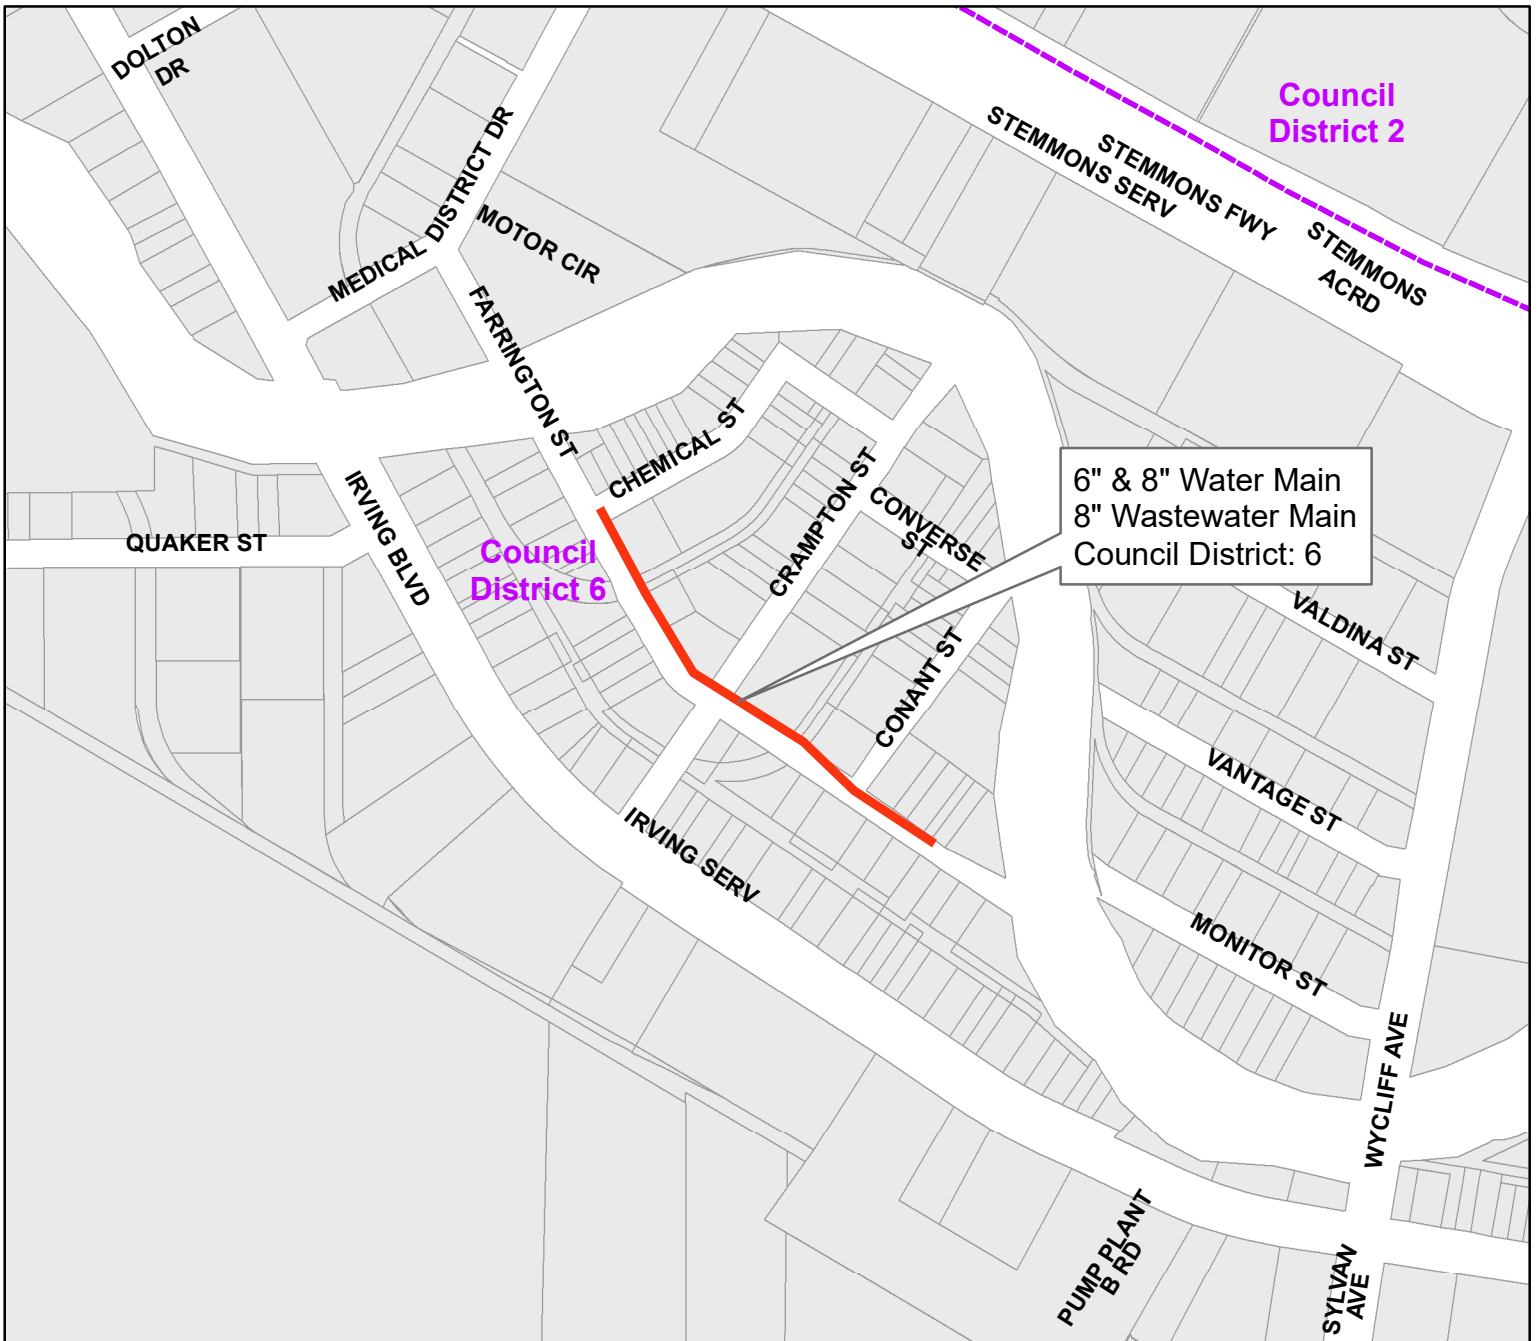 DOLTON
DR
Council
District 2
STEMMONS SERV
STEMMONS FWY
STEMMONS
ACRD
MEDICAL DISTRICT DR
MOTOR CIR
FARRINGTON ST
CHEMICAL ST
CRAMPTON ST
CONVERSE
ST
6" & 8" Water Main
8" Wastewater Main
Council District: 6
IRVING BLVD
QUAKER ST
Council
District 6
CONANT ST
VALDINA ST
VANTAGE ST
IRVING SERV
MONITOR ST
WYCLIFF AVE
PUMP PLANT
B RD
SYLVAN
AVE